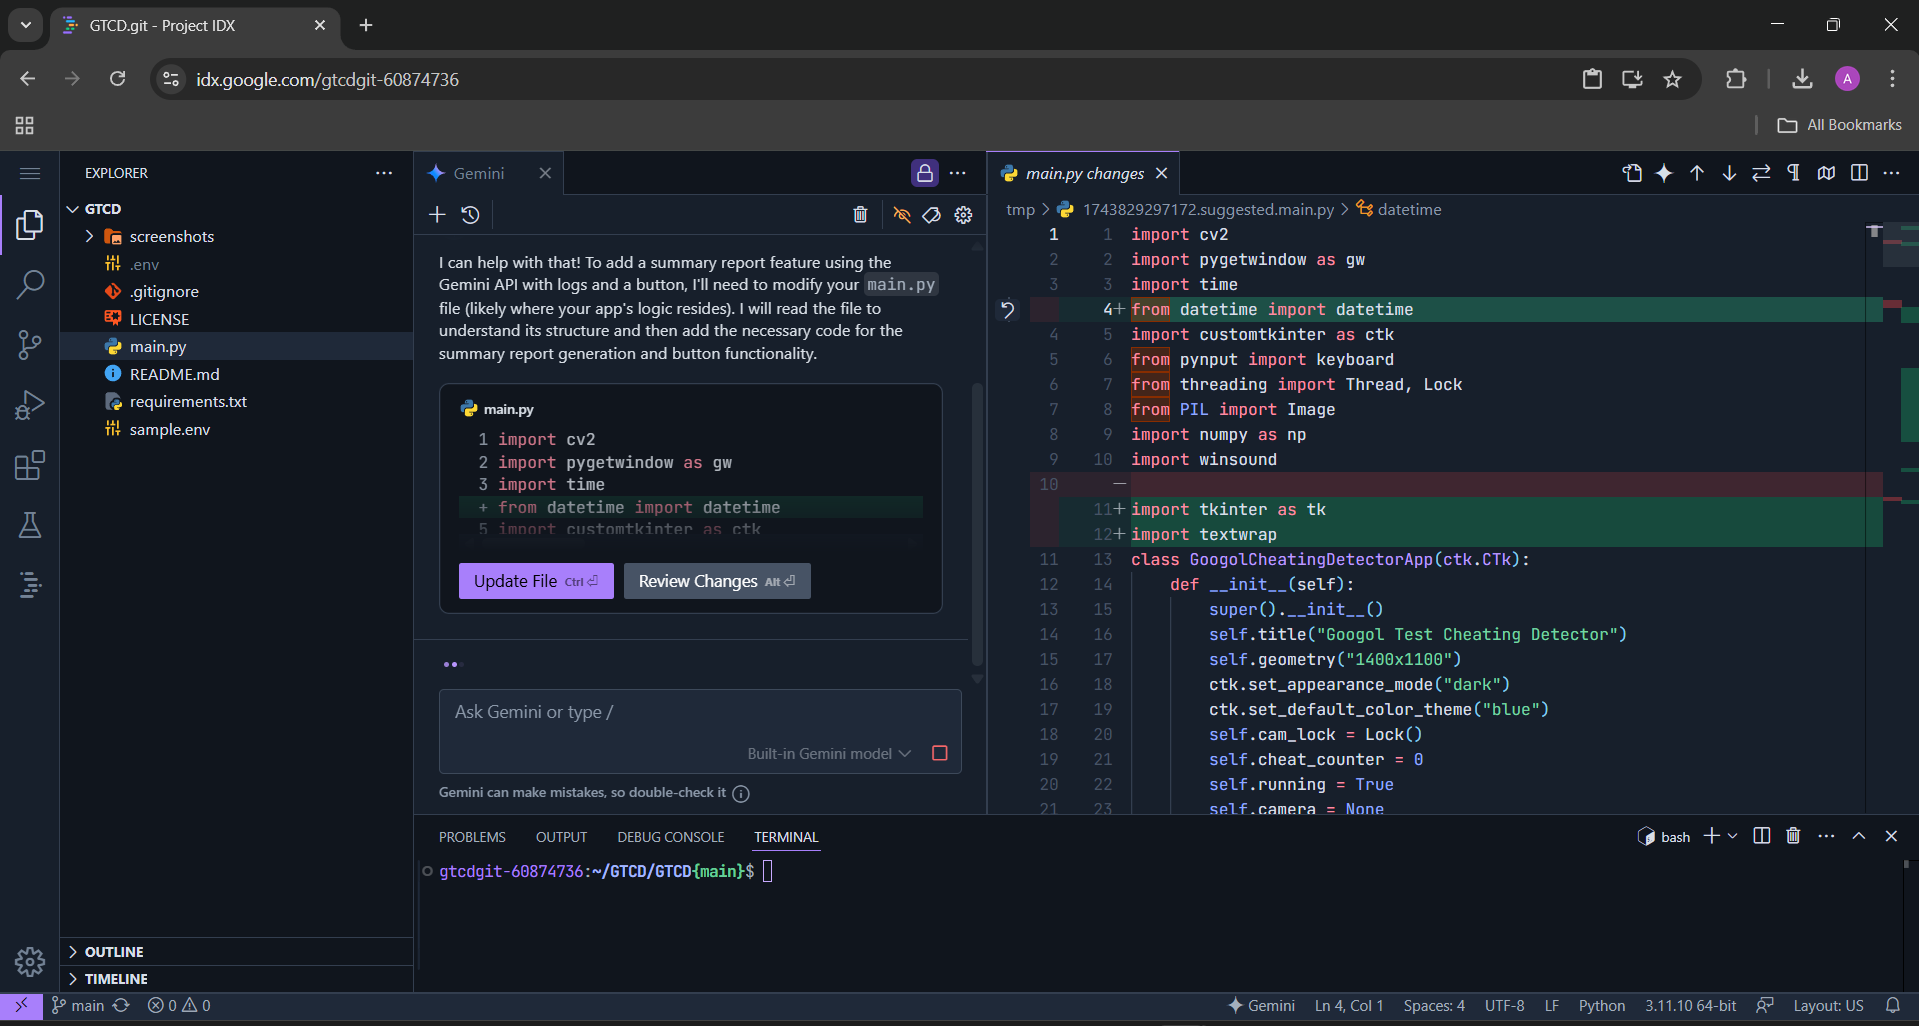 GTCD.git - Project IDX
idx.google.com/gtcdgit-60874736
A
All Bookmarks
EXPLORER
GTCD
screenshots
.env
.gitignore
LICENSE
main.py
README.md
requirements.txt
sample.env
OUTLINE
TIMELINE
Gemini
I can help with that! To add a summary report feature using the
Gemini API with logs and a button, I'll need to modify your main.py
file (likely where your app's logic resides). I will read the file to
understand its structure and then add the necessary code for the
summary report generation and button functionality.
main.py
1 import cv2
2 import pygetwindow as gw
3 import time
+ from datetime import datetime
5 import customtkinter as ctk
Update File Ctrl⏎ Review Changes Alt⏎
Ask Gemini or type /
Built-in Gemini model
Gemini can make mistakes, so double-check it
main.py changes
tmp > 1743829297172.suggested.main.py > datetime
1 1 import cv2
2 2 import pygetwindow as gw
3 3 import time
4+ from datetime import datetime
4 5 import customtkinter as ctk
5 6 from pynput import keyboard
6 7 from threading import Thread, Lock
7 8 from PIL import Image
8 9 import numpy as np
9 10 import winsound
10 —
11+ import tkinter as tk
12+ import textwrap
11 13 class GoogolCheatingDetectorApp(ctk.CTk):
12 14 def __init__(self):
13 15 super().__init__()
14 16 self.title("Googol Test Cheating Detector")
15 17 self.geometry("1400x1100")
16 18 ctk.set_appearance_mode("dark")
17 19 ctk.set_default_color_theme("blue")
18 20 self.cam_lock = Lock()
19 21 self.cheat_counter = 0
20 22 self.running = True
21 23 self.camera = None
PROBLEMS OUTPUT DEBUG CONSOLE TERMINAL
bash
gtcdgit-60874736:~/GTCD/GTCD{main}$
main 0 0
Gemini Ln 4, Col 1 Spaces: 4 UTF-8 LF Python 3.11.10 64-bit Layout: US